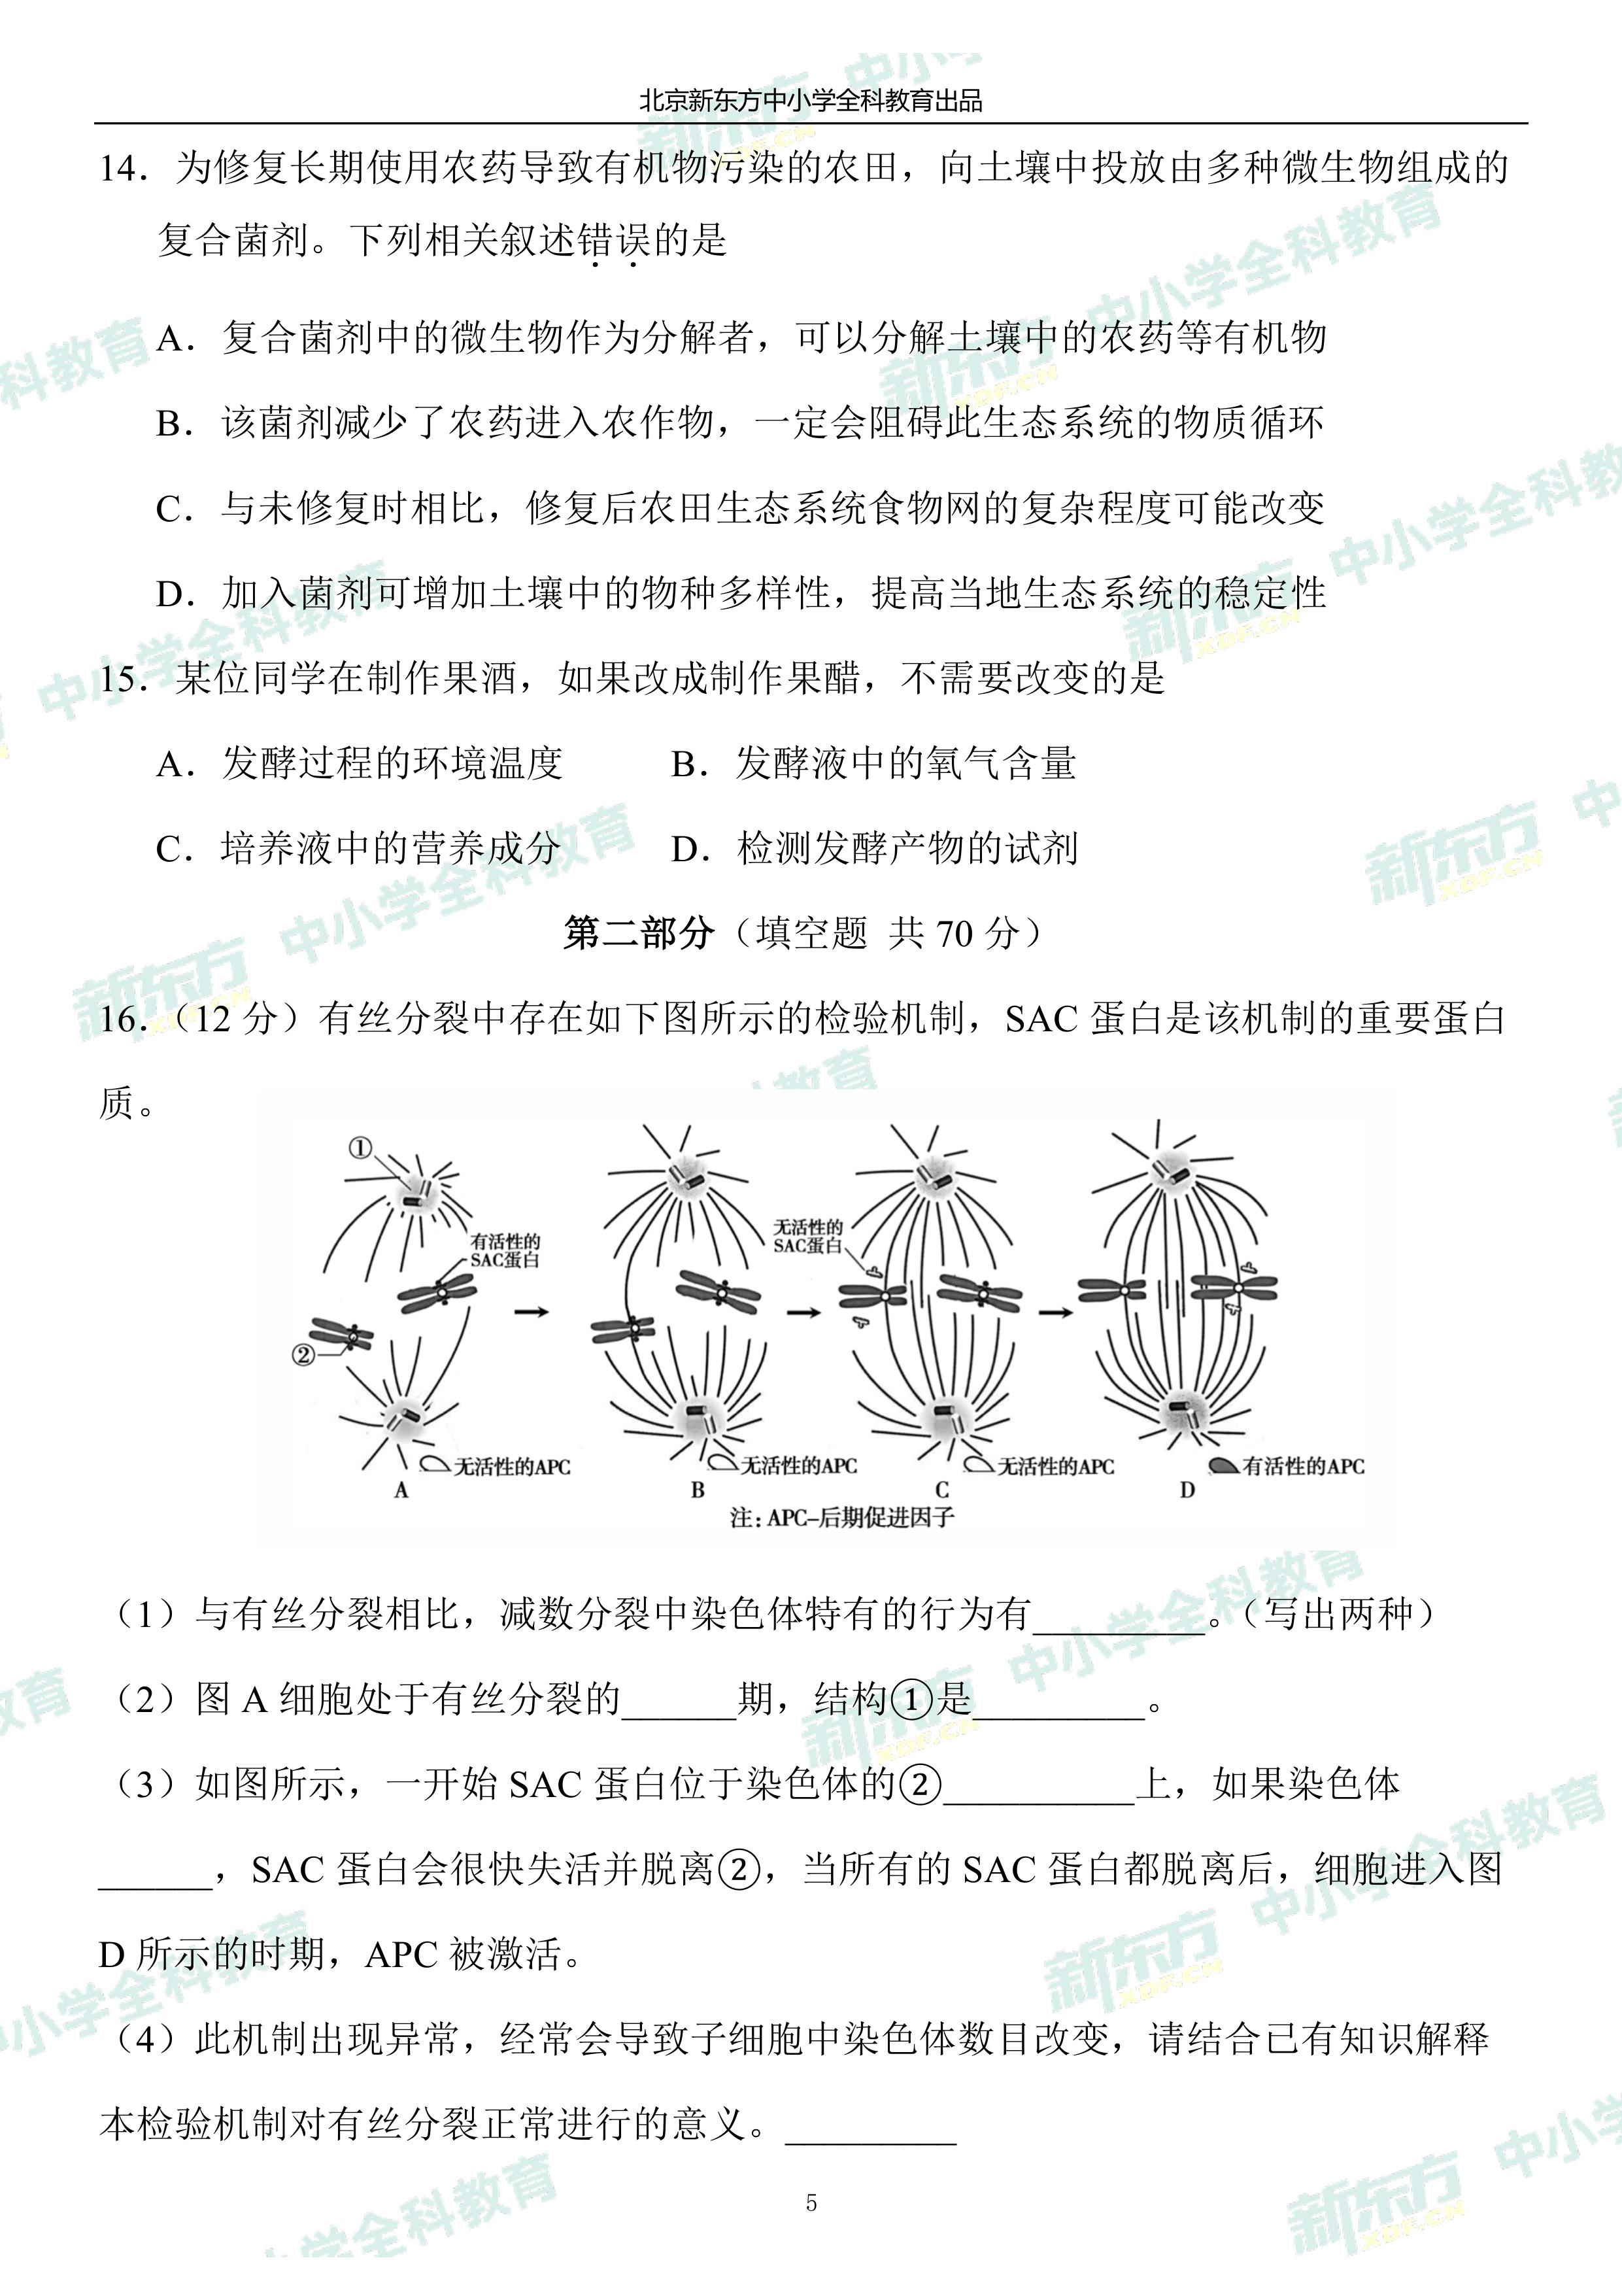 北京新东方中小学全科教育出品
14．为修复长期使用农药导致有机物污染的农田，向土壤中投放由多种微生物组成的
复合菌剂。下列相关叙述错误的是
A．复合菌剂中的微生物作为分解者，可以分解土壤中的农药等有机物
B．该菌剂减少了农药进入农作物，一定会阻碍此生态系统的物质循环
C．与未修复时相比，修复后农田生态系统食物网的复杂程度可能改变
D．加入菌剂可增加土壤中的物种多样性，提高当地生态系统的稳定性
15．某位同学在制作果酒，如果改成制作果醋，不需要改变的是
A．发酵过程的环境温度 B．发酵液中的氧气含量
C．培养液中的营养成分 D．检测发酵产物的试剂
第二部分（填空题 共 70 分）
16．（12 分）有丝分裂中存在如下图所示的检验机制，SAC 蛋白是该机制的重要蛋白
质。
①
有活性的
SAC蛋白
无活性的
SAC蛋白
②
无活性的APC 无活性的APC 无活性的APC 有活性的APC
A B C D
注：APC–后期促进因子
（1）与有丝分裂相比，减数分裂中染色体特有的行为有_________。（写出两种）
（2）图 A 细胞处于有丝分裂的______期，结构①是_________。
（3）如图所示，一开始 SAC 蛋白位于染色体的②__________上，如果染色体
______，SAC 蛋白会很快失活并脱离②，当所有的 SAC 蛋白都脱离后，细胞进入图
D 所示的时期，APC 被激活。
（4）此机制出现异常，经常会导致子细胞中染色体数目改变，请结合已有知识解释
本检验机制对有丝分裂正常进行的意义。_________
5
新东方 XDF.CN 中小学全科教育